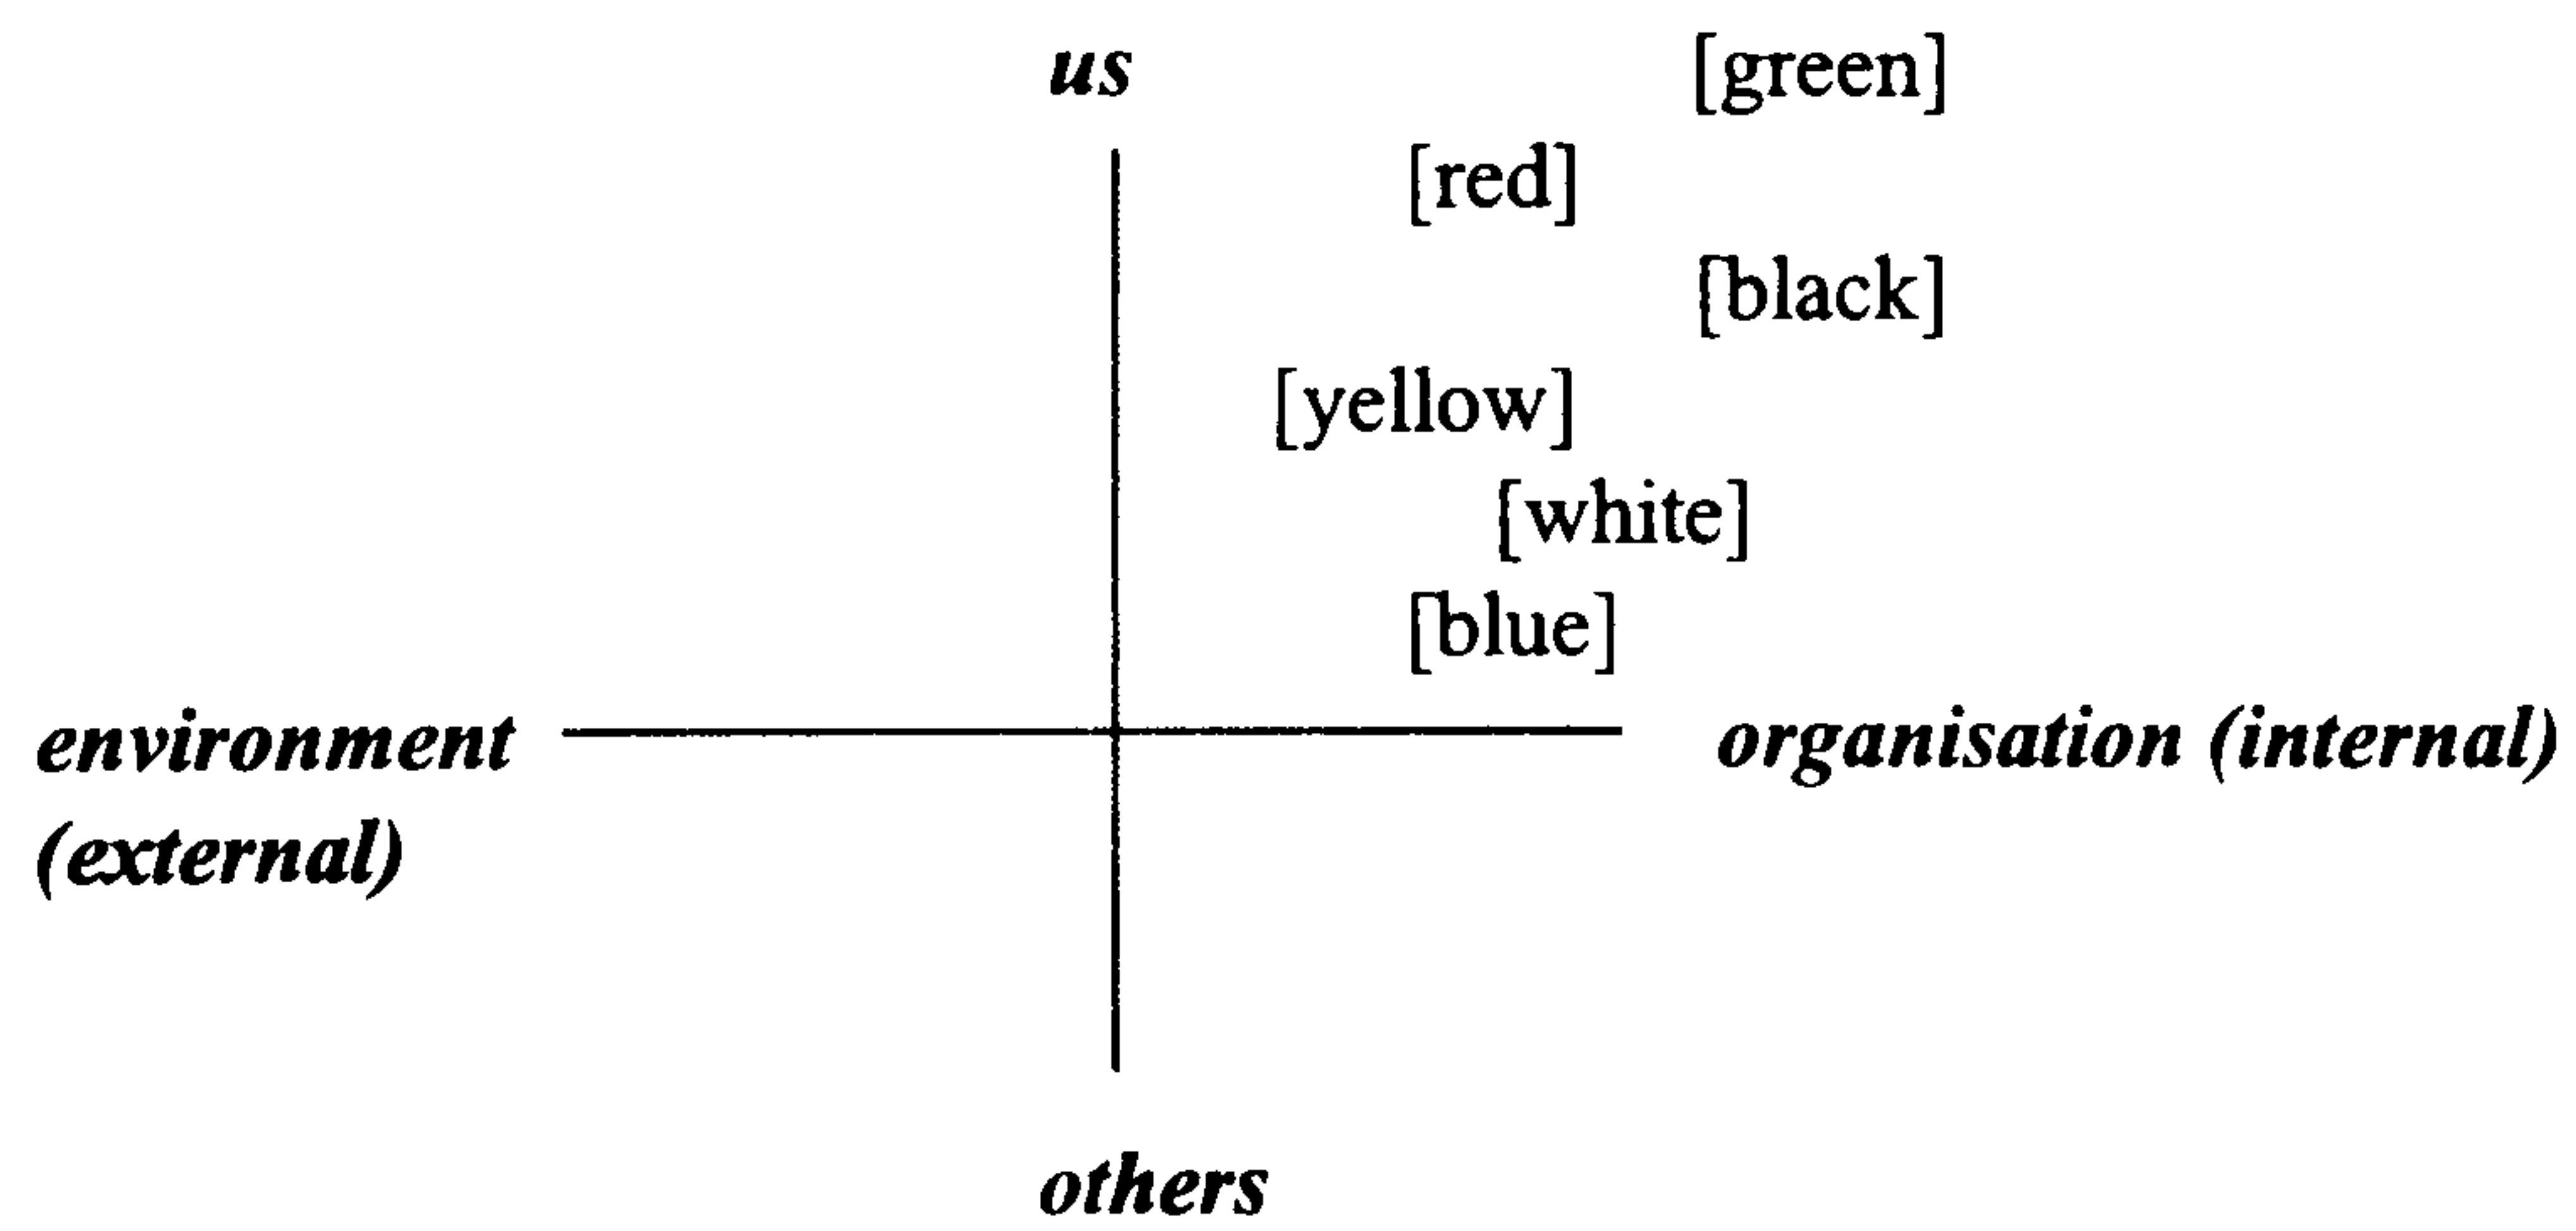 us [green]
[red]
[black]
[yellow]
[white]
[blue]
environment organisation (internal)
(external)
others